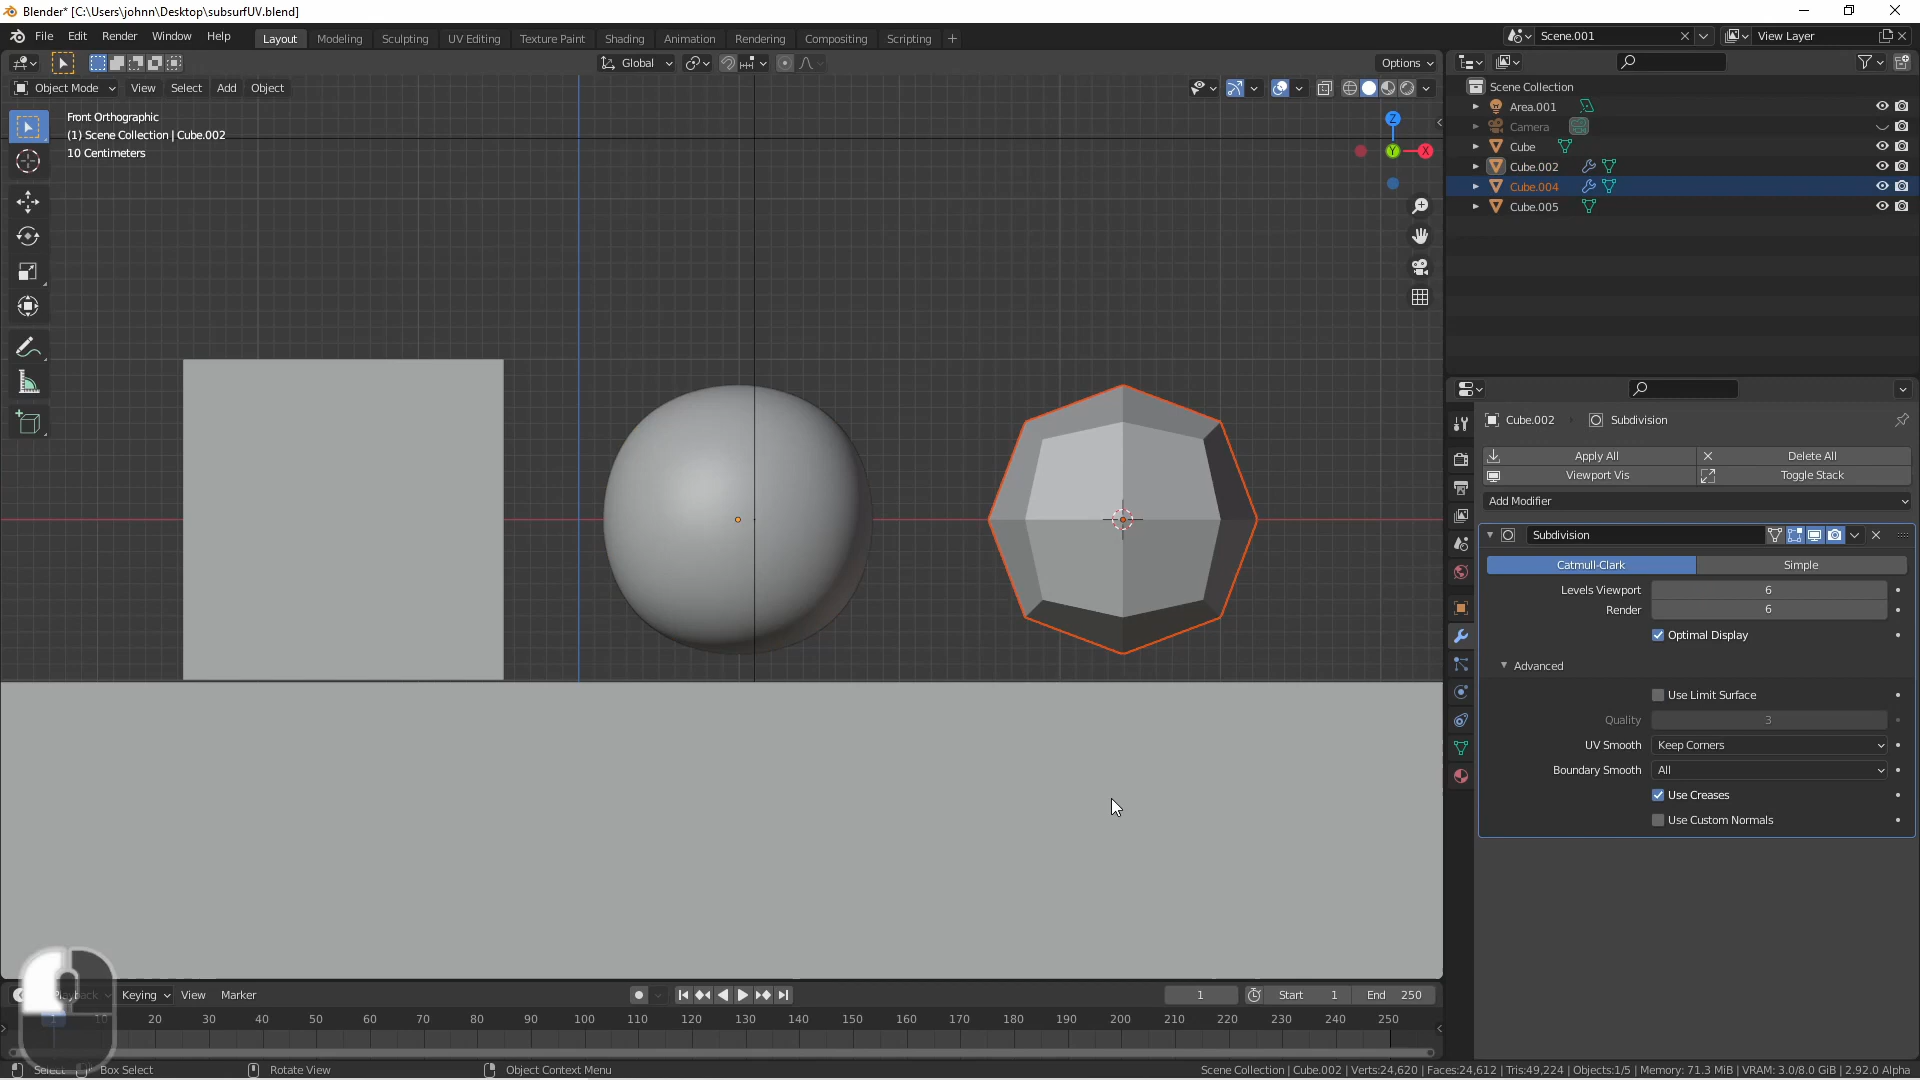 Blender* [C:\Users\johnn\Desktop\subsurfUV.blend]
File Edit Render Window Help
Layout Modeling Sculpting UV Editing Texture Paint Shading Animation Rendering Compositing Scripting +
Scene.001
View Layer
Global
Options
Object Mode View Select Add Object
Front Orthographic
(1) Scene Collection | Cube.002
10 Centimeters
Z
Y
X
Scene Collection
Area.001
Camera
Cube
Cube.002
Cube.004
Cube.005
Cube.002 Subdivision
Apply All Delete All
Viewport Vis Toggle Stack
Add Modifier
Subdivision
Catmull-Clark Simple
Levels Viewport 6
Render 6
Optimal Display
Advanced
Use Limit Surface
Quality 3
UV Smooth Keep Corners
Boundary Smooth All
Use Creases
Use Custom Normals
Playback Keying View Marker
1 Start 1 End 250
1 10 20 30 40 50 60 70 80 90 100 110 120 130 140 150 160 170 180 190 200 210 220 230 240 250
Select Box Select Rotate View Object Context Menu
Scene Collection | Cube.002 | Verts:24,620 | Faces:24,612 | Tris:49,224 | Objects:1/5 | Memory: 71.3 MiB | VRAM: 3.0/8.0 GiB | 2.92.0 Alpha